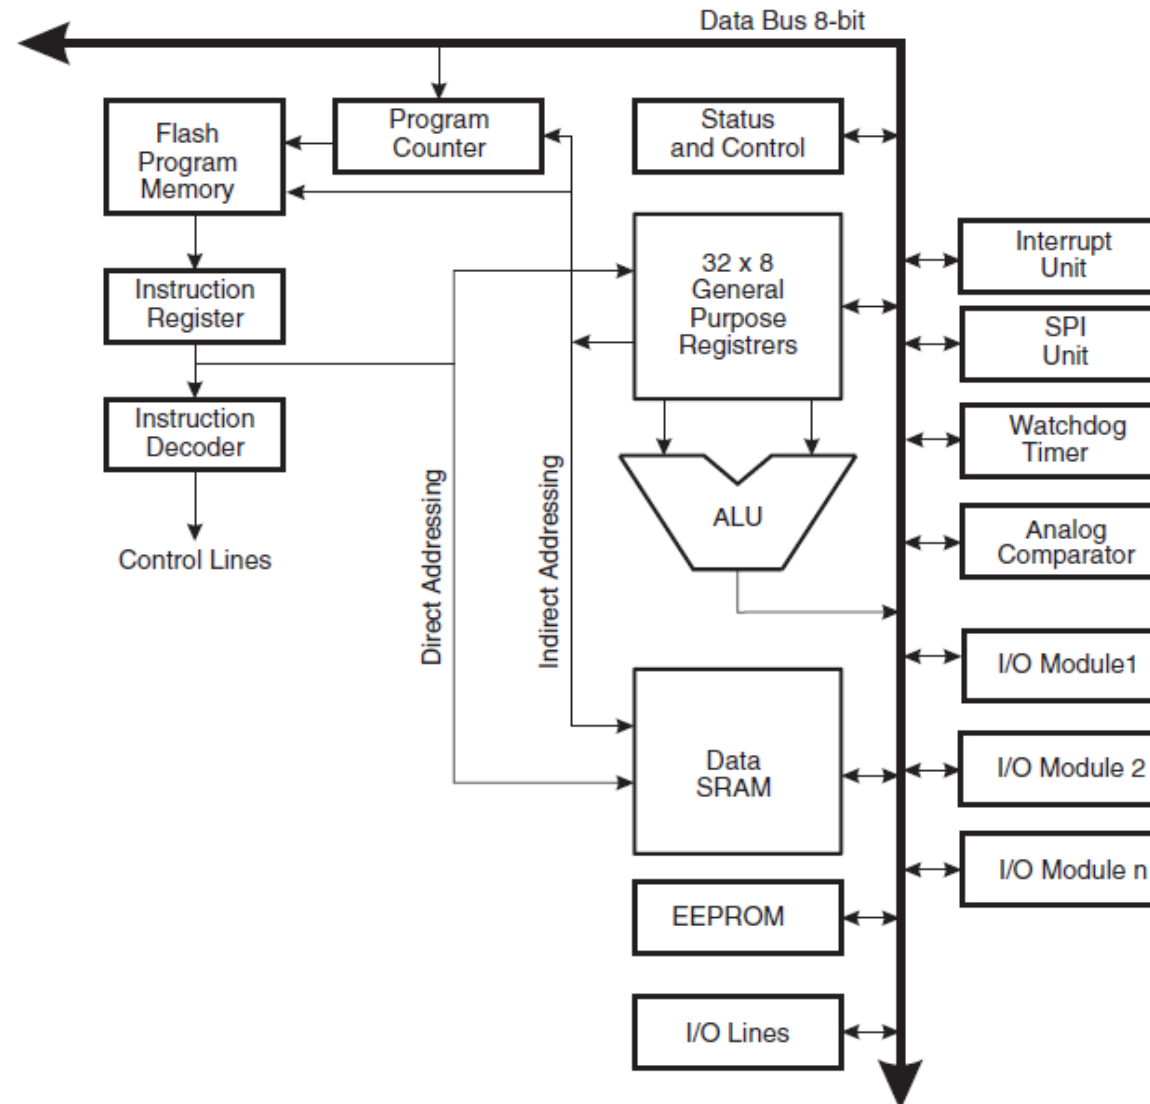 Data Bus 8-bit
Flash
Program
Memory
Program
Counter
Status
and Control
Instruction
Register
32 x 8
General
Purpose
Registrers
Interrupt
Unit
SPI
Unit
Instruction
Decoder
Watchdog
Timer
Control Lines
Direct Addressing
Indirect Addressing
ALU
Analog
Comparator
I/O Module1
Data
SRAM
I/O Module 2
I/O Module n
EEPROM
I/O Lines